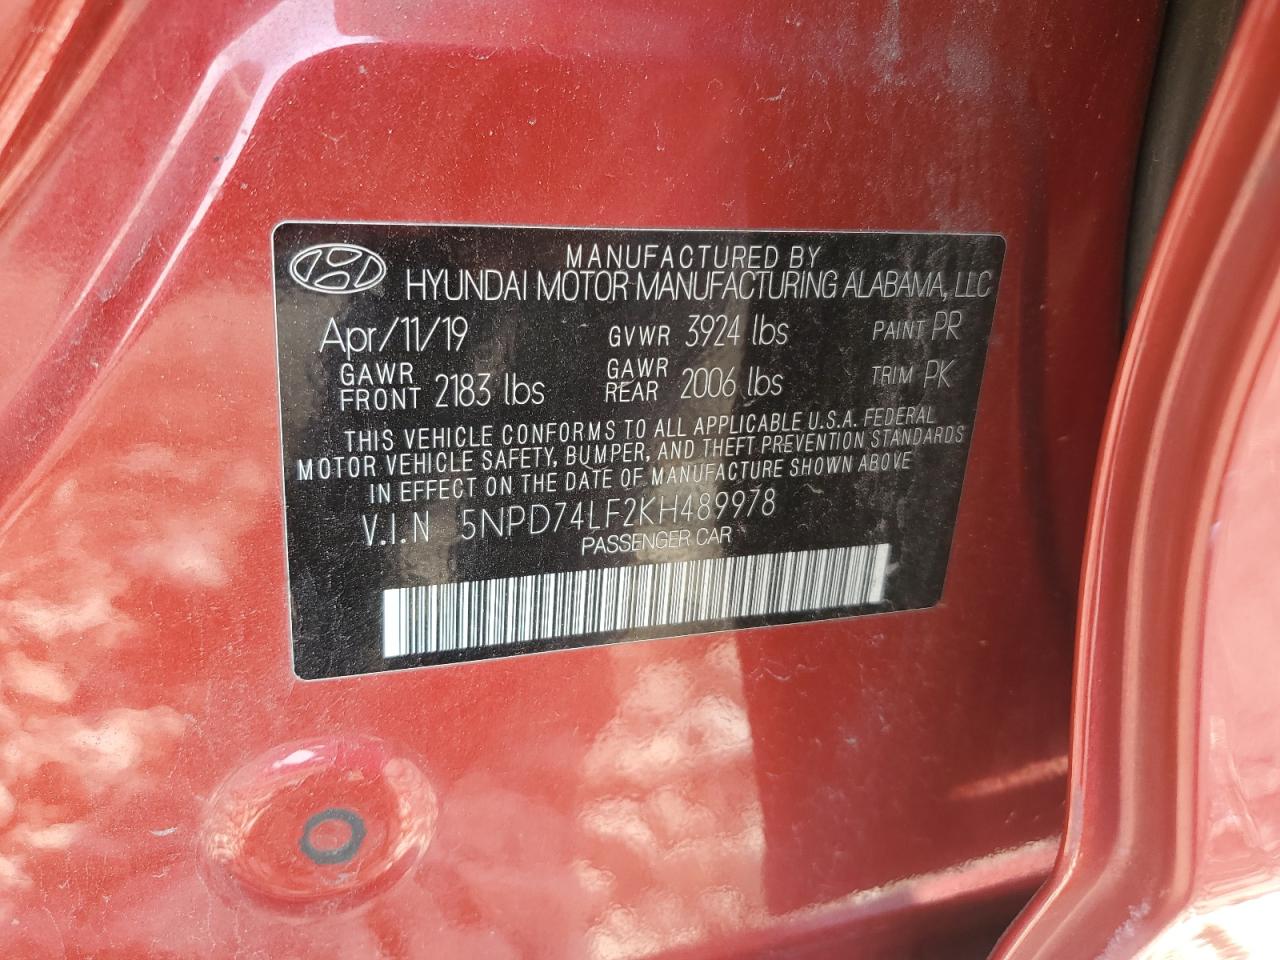 MANUFACTURED BY
HYUNDAI MOTOR MANUFACTURING ALABAMA, LLC
Apr/11/19 GVWR 3924 lbs PAINT PR
GAWR FRONT 2183 lbs GAWR REAR 2006 lbs TRIM PK
THIS VEHICLE CONFORMS TO ALL APPLICABLE U.S.A. FEDERAL
MOTOR VEHICLE SAFETY, BUMPER, AND THEFT PREVENTION STANDARDS
IN EFFECT ON THE DATE OF MANUFACTURE SHOWN ABOVE
V.I.N 5NPD74LF2KH489978
PASSENGER CAR